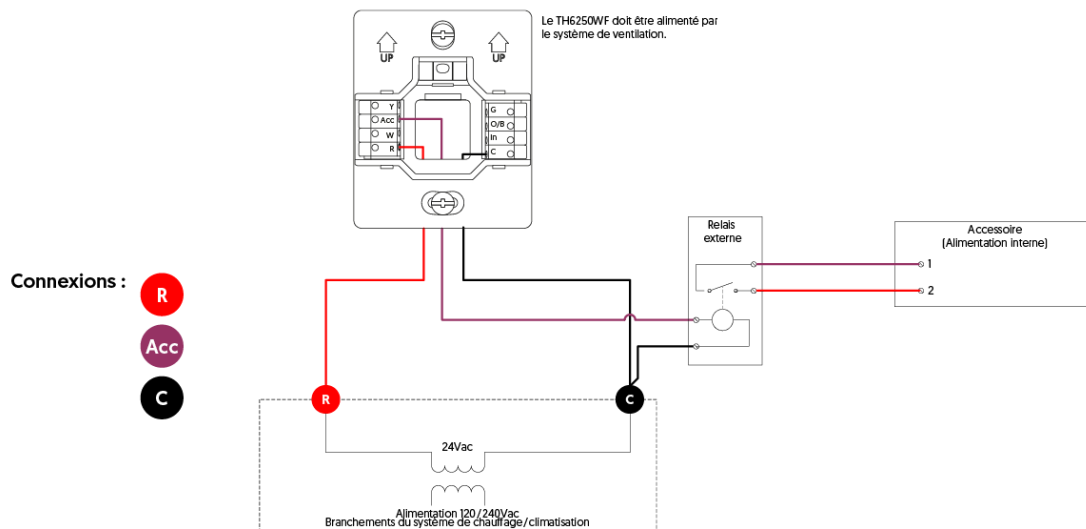 Le TH6250WF doit être alimenté par
le système de ventilation.
UP
UP
Y
Acc
W
R
G
O/B
In
C
Relais
externe
Accessoire
(Alimentation interne)
1
2
Connexions :
R
Acc
C
R
C
24Vac
Alimentation 120/240Vac
Branchements du système de chauffage/climatisation